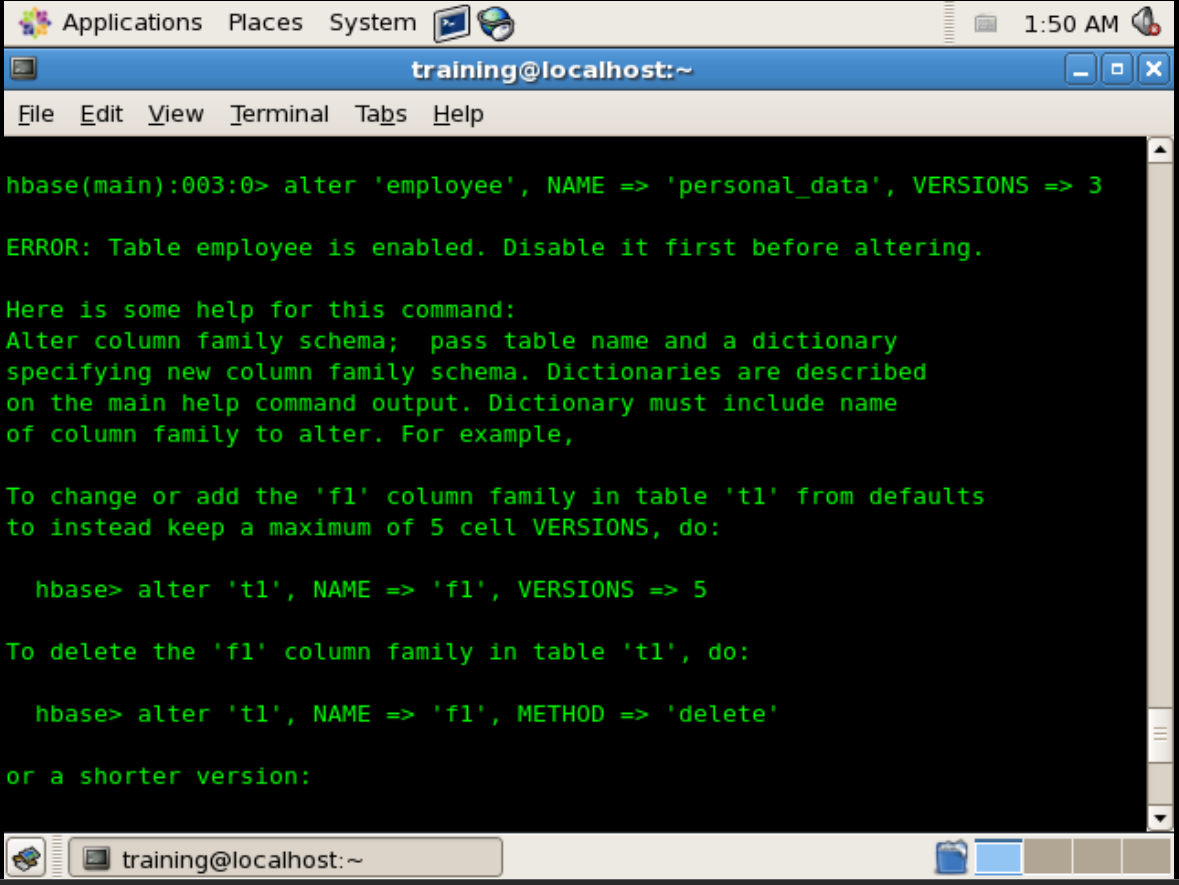 Applications Places System 1:50 AM
training@localhost:~
File Edit View Terminal Tabs Help
hbase(main):003:0> alter 'employee', NAME => 'personal_data', VERSIONS => 3
ERROR: Table employee is enabled. Disable it first before altering.
Here is some help for this command:
Alter column family schema;  pass table name and a dictionary
specifying new column family schema. Dictionaries are described
on the main help command output. Dictionary must include name
of column family to alter. For example,
To change or add the 'f1' column family in table 't1' from defaults
to instead keep a maximum of 5 cell VERSIONS, do:
  hbase> alter 't1', NAME => 'f1', VERSIONS => 5
To delete the 'f1' column family in table 't1', do:
  hbase> alter 't1', NAME => 'f1', METHOD => 'delete'
or a shorter version:
training@localhost:~